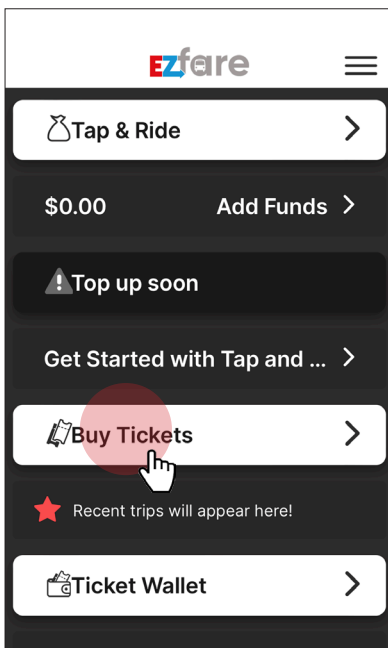 EZfare
Tap & Ride
$0.00 Add Funds
Top up soon
Get Started with Tap and ...
Buy Tickets
Recent trips will appear here!
Ticket Wallet